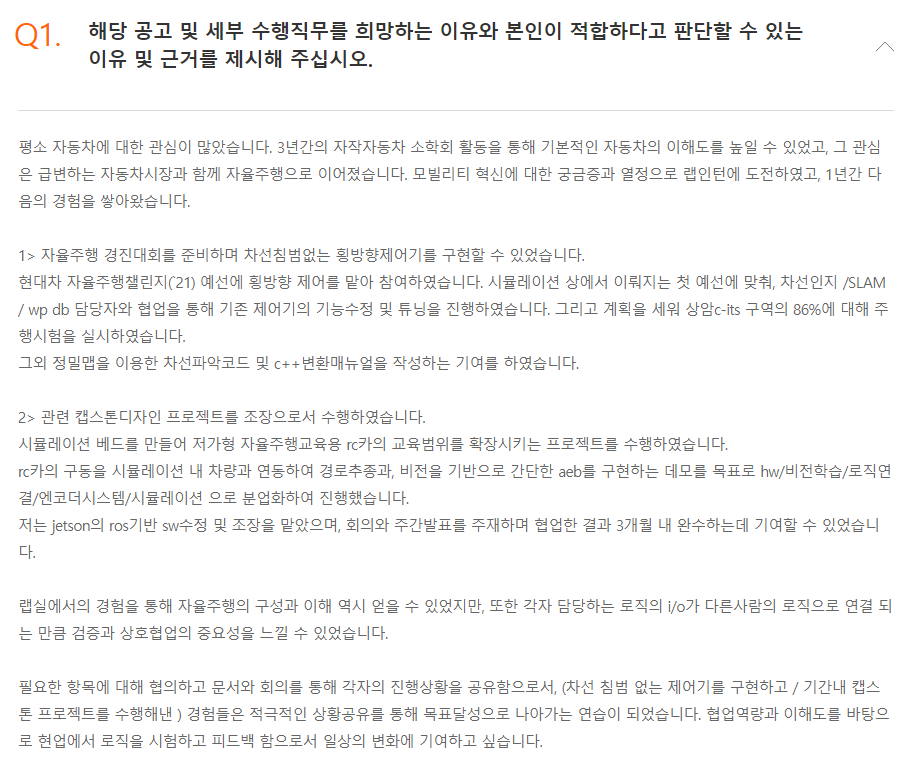 Q1. 해당 공고 및 세부 수행직무를 희망하는 이유와 본인이 적합하다고 판단할 수 있는
이유 및 근거를 제시해 주십시오.
평소 자동차에 대한 관심이 많았습니다. 3년간의 자작자동차 소학회 활동을 통해 기본적인 자동차의 이해도를 높일 수 있었고, 그 관심
은 급변하는 자동차시장과 함께 자율주행으로 이어졌습니다. 모빌리티 혁신에 대한 궁금증과 열정으로 랩인턴에 도전하였고, 1년간 다
음의 경험을 쌓아왔습니다.
1> 자율주행 경진대회를 준비하며 차선침범없는 횡방향제어기를 구현할 수 있었습니다.
현대차 자율주행챌린지('21) 예선에 횡방향 제어를 맡아 참여하였습니다. 시뮬레이션 상에서 이뤄지는 첫 예선에 맞춰, 차선인지 /SLAM
/ wp db 담당자와 협업을 통해 기존 제어기의 기능수정 및 튜닝을 진행하였습니다. 그리고 계획을 세워 상암c-its 구역의 86%에 대해 주
행시험을 실시하였습니다.
그외 정밀맵을 이용한 차선파악코드 및 c++변환매뉴얼을 작성하는 기여를 하였습니다.
2> 관련 캡스톤디자인 프로젝트를 조장으로서 수행하였습니다.
시뮬레이션 베드를 만들어 저가형 자율주행교육용 rc카의 교육범위를 확장시키는 프로젝트를 수행하였습니다.
rc카의 구동을 시뮬레이션 내 차량과 연동하여 경로추종과, 비전을 기반으로 간단한 aeb를 구현하는 데모를 목표로 hw/비전학습/로직연
결/엔코더시스템/시뮬레이션 으로 분업화하여 진행했습니다.
저는 jetson의 ros기반 sw수정 및 조장을 맡았으며, 회의와 주간발표를 주재하며 협업한 결과 3개월 내 완수하는데 기여할 수 있었습니
다.
랩실에서의 경험을 통해 자율주행의 구성과 이해 역시 얻을 수 있었지만, 또한 각자 담당하는 로직의 i/o가 다른사람의 로직으로 연결 되
는 만큼 검증과 상호협업의 중요성을 느낄 수 있었습니다.
필요한 항목에 대해 협의하고 문서와 회의를 통해 각자의 진행상황을 공유함으로서, (차선 침범 없는 제어기를 구현하고 / 기간내 캡스
톤 프로젝트를 수행해낸 ) 경험들은 적극적인 상황공유를 통해 목표달성으로 나아가는 연습이 되었습니다. 협업역량과 이해도를 바탕으
로 현업에서 로직을 시험하고 피드백 함으로서 일상의 변화에 기여하고 싶습니다.